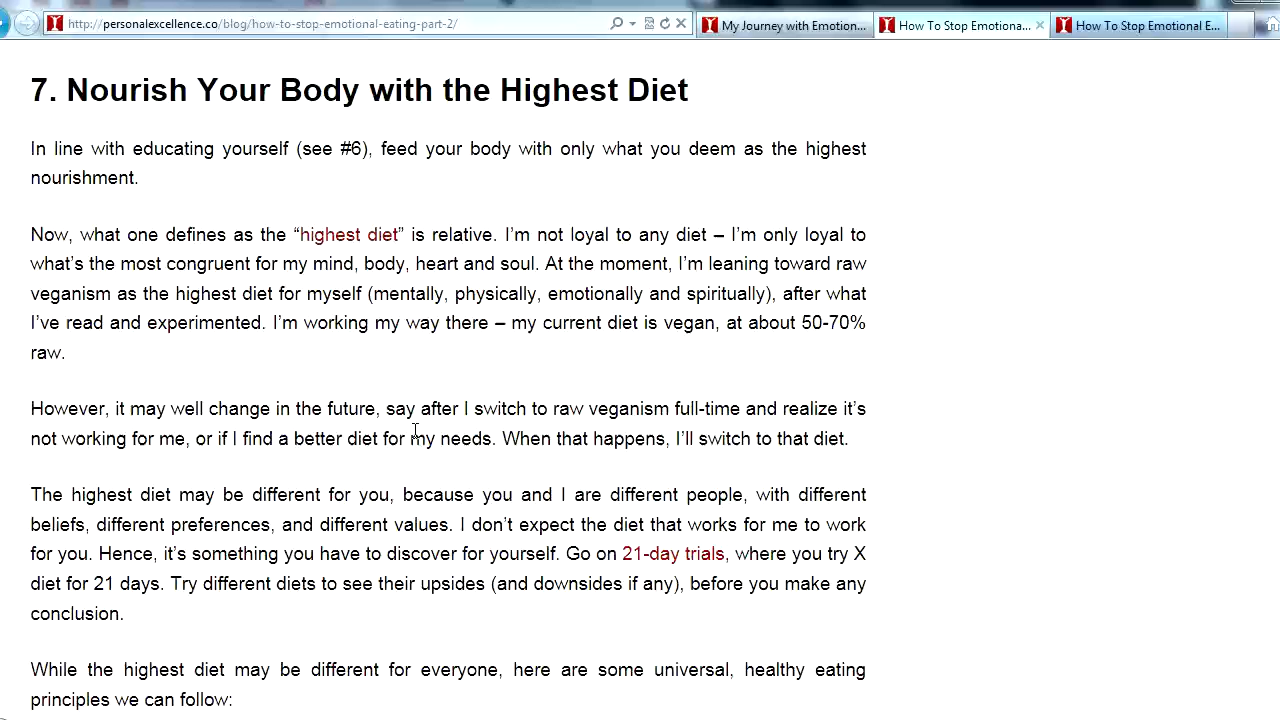 http://personalexcellence.co/blog/how-to-stop-emotional-eating-part-2/
My Journey with Emotion...
How To Stop Emotiona...
How To Stop Emotional E...
7. Nourish Your Body with the Highest Diet
In line with educating yourself (see #6), feed your body with only what you deem as the highest
nourishment.
Now, what one defines as the “highest diet” is relative. I’m not loyal to any diet – I’m only loyal to
what’s the most congruent for my mind, body, heart and soul. At the moment, I’m leaning toward raw
veganism as the highest diet for myself (mentally, physically, emotionally and spiritually), after what
I’ve read and experimented. I’m working my way there – my current diet is vegan, at about 50-70%
raw.
However, it may well change in the future, say after I switch to raw veganism full-time and realize it’s
not working for me, or if I find a better diet for my needs. When that happens, I’ll switch to that diet.
The highest diet may be different for you, because you and I are different people, with different
beliefs, different preferences, and different values. I don’t expect the diet that works for me to work
for you. Hence, it’s something you have to discover for yourself. Go on 21-day trials, where you try X
diet for 21 days. Try different diets to see their upsides (and downsides if any), before you make any
conclusion.
While the highest diet may be different for everyone, here are some universal, healthy eating
principles we can follow: